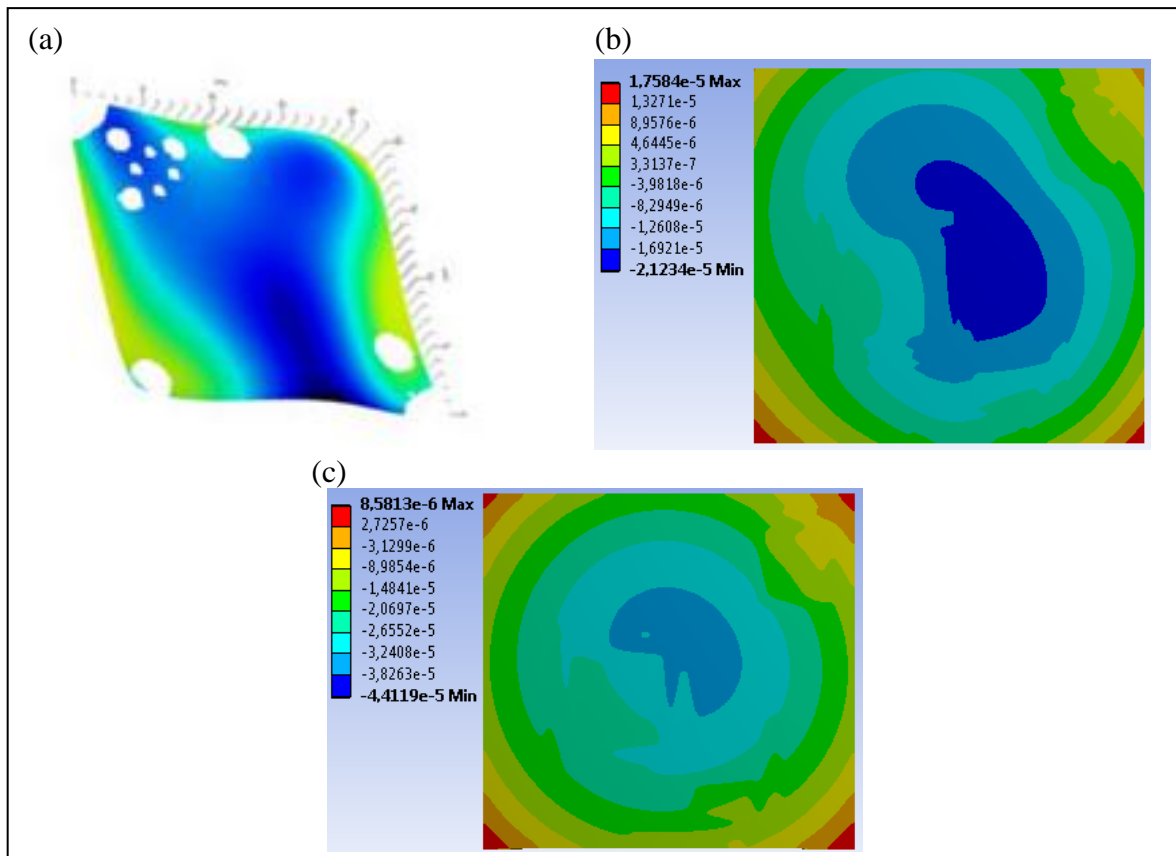 (a)
(b)
1,7584e-5 Max
1,3271e-5
8,9576e-6
4,6445e-6
3,3137e-7
-3,9818e-6
-8,2949e-6
-1,2608e-5
-1,6921e-5
-2,1234e-5 Min
(c)
8,5813e-6 Max
2,7257e-6
-3,1299e-6
-8,9854e-6
-1,4841e-5
-2,0697e-5
-2,6552e-5
-3,2408e-5
-3,8263e-5
-4,4119e-5 Min